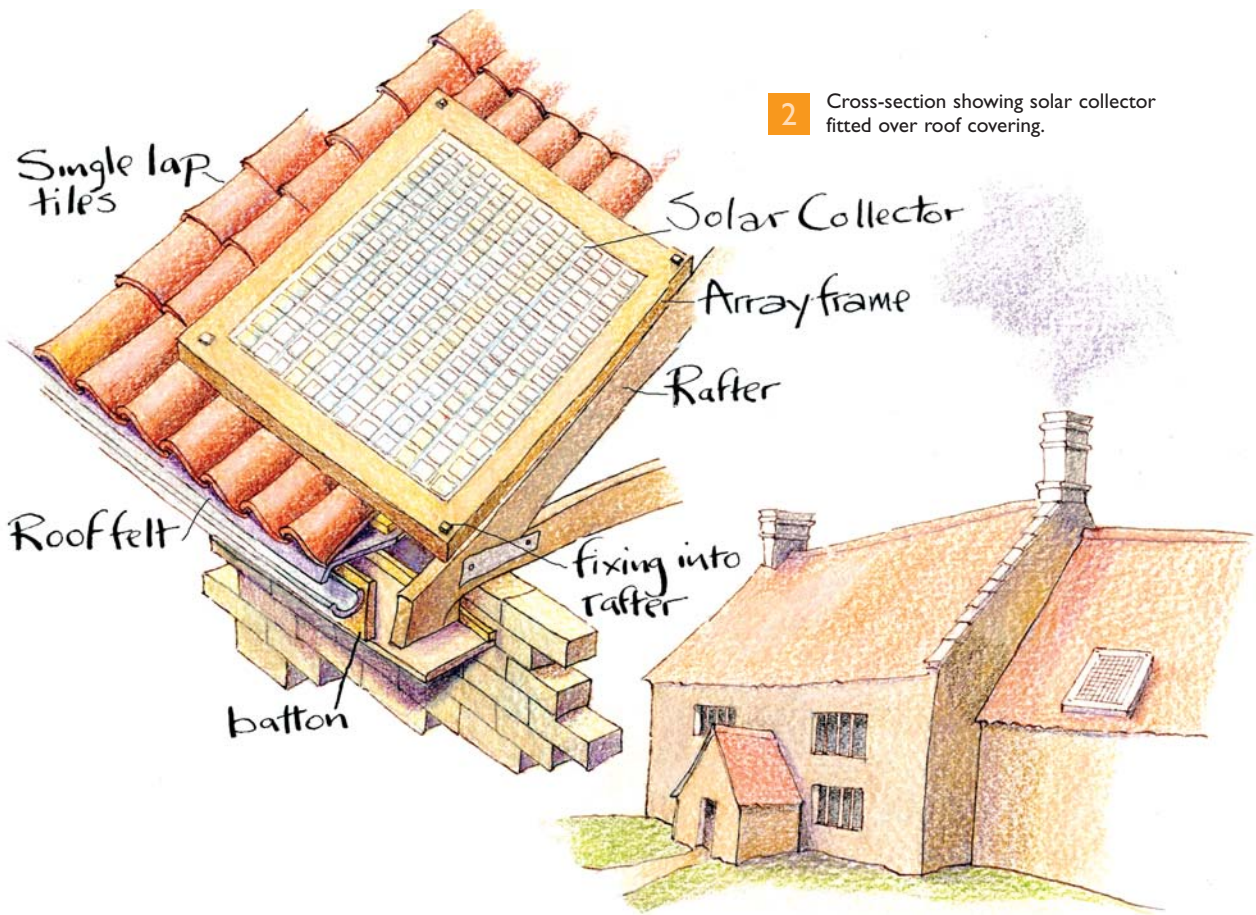 2
Cross-section showing solar collector
fitted over roof covering.
Single lap
tiles
Solar Collector
Array frame
Rafter
Roof felt
fixing into
rafter
batton